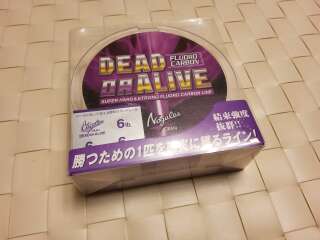 DEAD
OR ALIVE
FLUORO
CARBON
SUPER HARD & STRONG FLUORO CARBON LINE
Nogales
6lb
結束強度
抜群!!
勝つための1匹を確実に獲るライン!